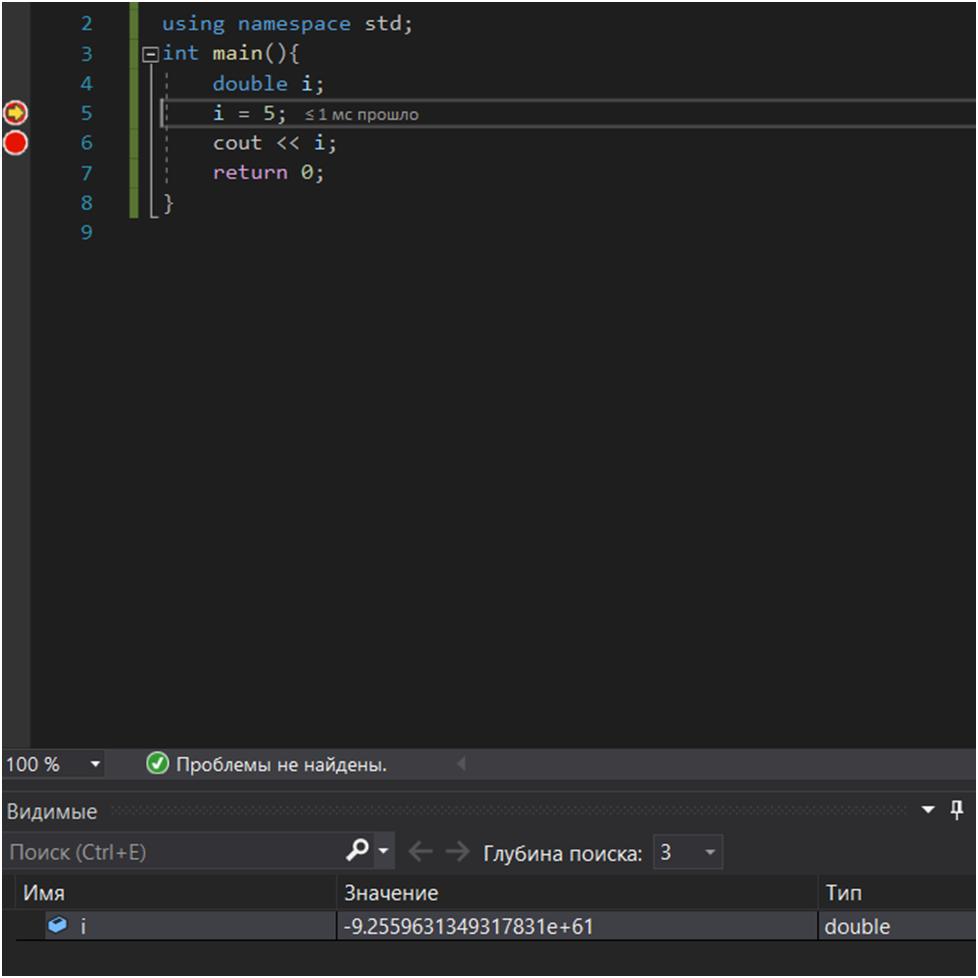 2 using namespace std;
3 int main(){
4 double i;
5 i = 5; ≤ 1 мс прошло
6 cout << i;
7 return 0;
8 }
9
100 % Проблемы не найдены.
Видимые
Поиск (Ctrl+E) Глубина поиска: 3
Имя Значение Тип
i -9.2559631349317831e+61 double